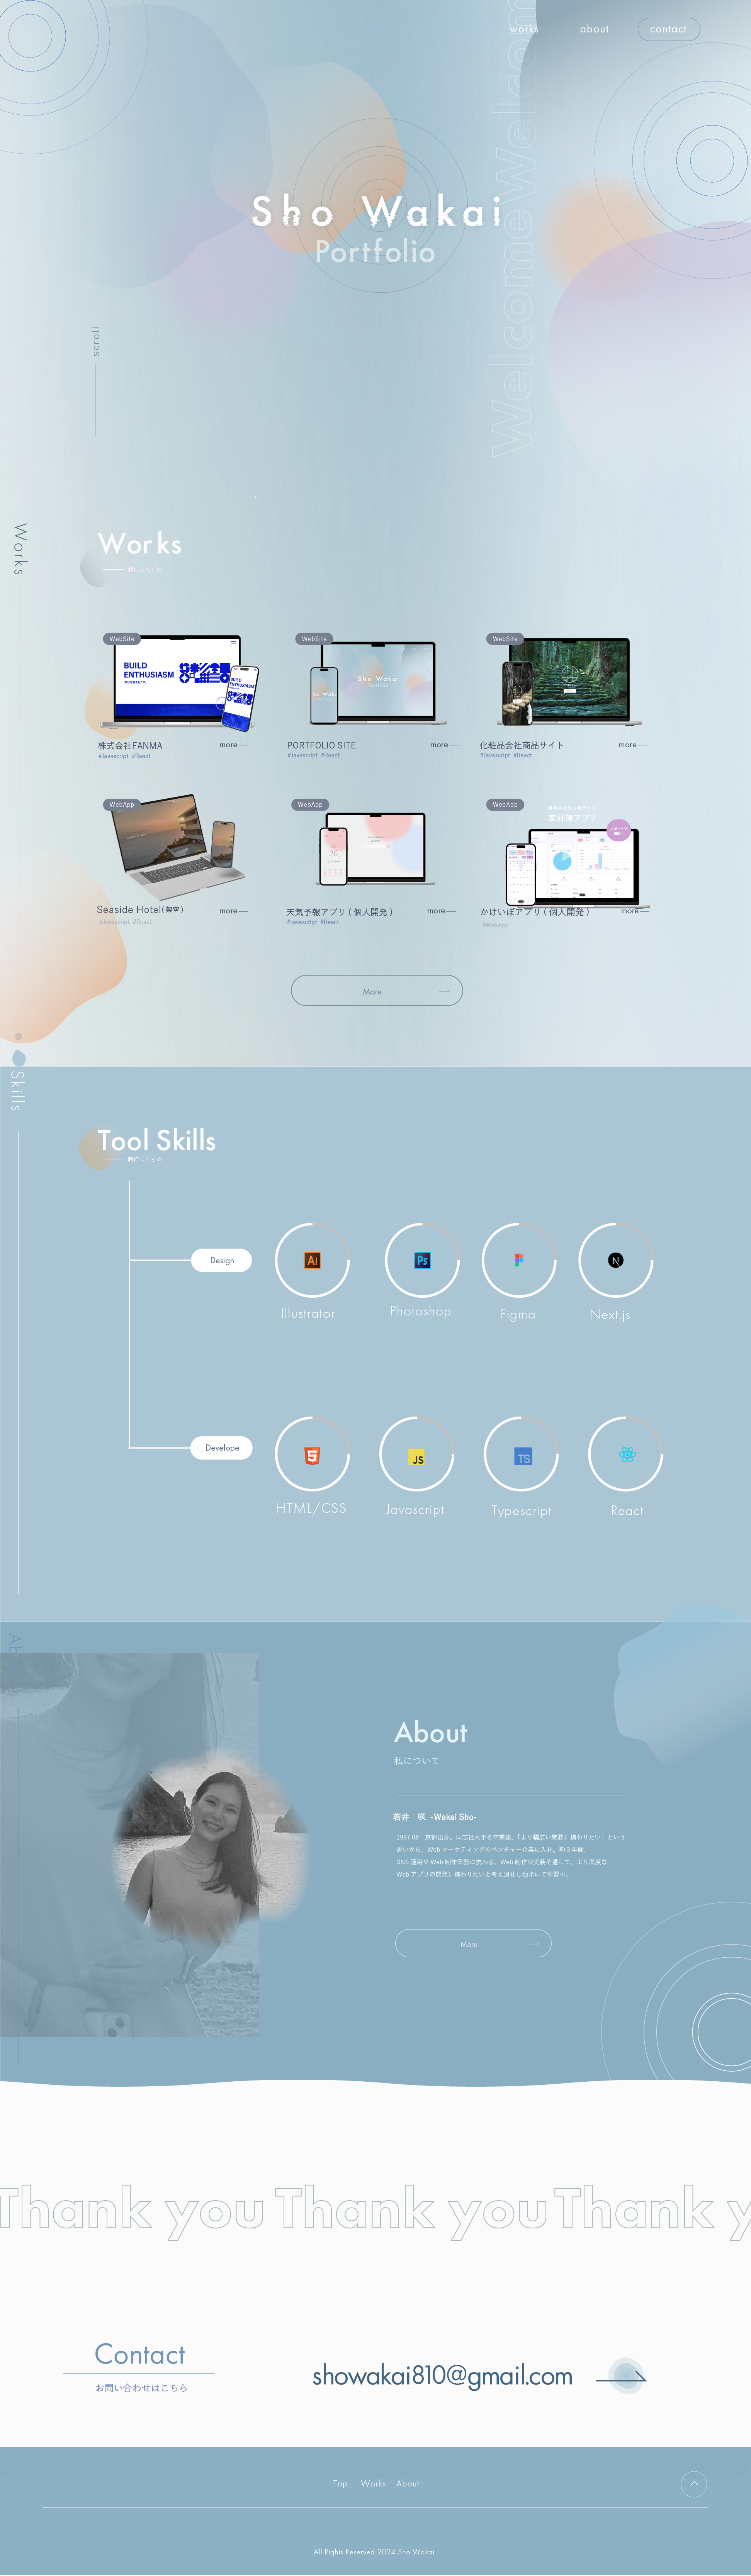 works about contact
WelcomeWelcom
Sho Wakai
Portfolio
scroll
Works
Works
制作したもの
WebSite
BUILD
ENTHUSIASM
株式会社FANMA
more
#Javascript #React
WebSite
Sho Wakai
Portfolio
PORTFOLIO SITE
more
#Javascript #React
WebSite
化粧品会社商品サイト
more
#Javascript #React
WebApp
Seaside Hotel(架空)
more
#Javascript #React
WebApp
26
天気予報アプリ(個人開発)
more
#Javascript #React
WebApp
家計簿アプリ
かけいぼアプリ(個人開発)
more
#WebApp
More
Skills
Tool Skills
制作したもの
Design
Ai
Illustrator
Ps
Photoshop
Figma
N
Next.js
Develope
5
HTML/CSS
JS
Javascript
TS
Typescript
React
Ab
About
私について
若井 咲 -Wakai Sho-
1997.08 京都出身。同志社大学を卒業後、「より幅広い業務に携わりたい」という
思いから、Web マーケティングのベンチャー企業に入社。約3年間、
SNS 運用や Web 制作業務に携わる。Web 制作の実装を通して、より高度な
Web アプリの開発に携わりたいと考え退社し独学にて学習中。
More
Thank you Thank you Thank y
Contact
お問い合わせはこちら
showakai810@gmail.com
Top Works About
All Rights Reserved 2024 Sho Wakai